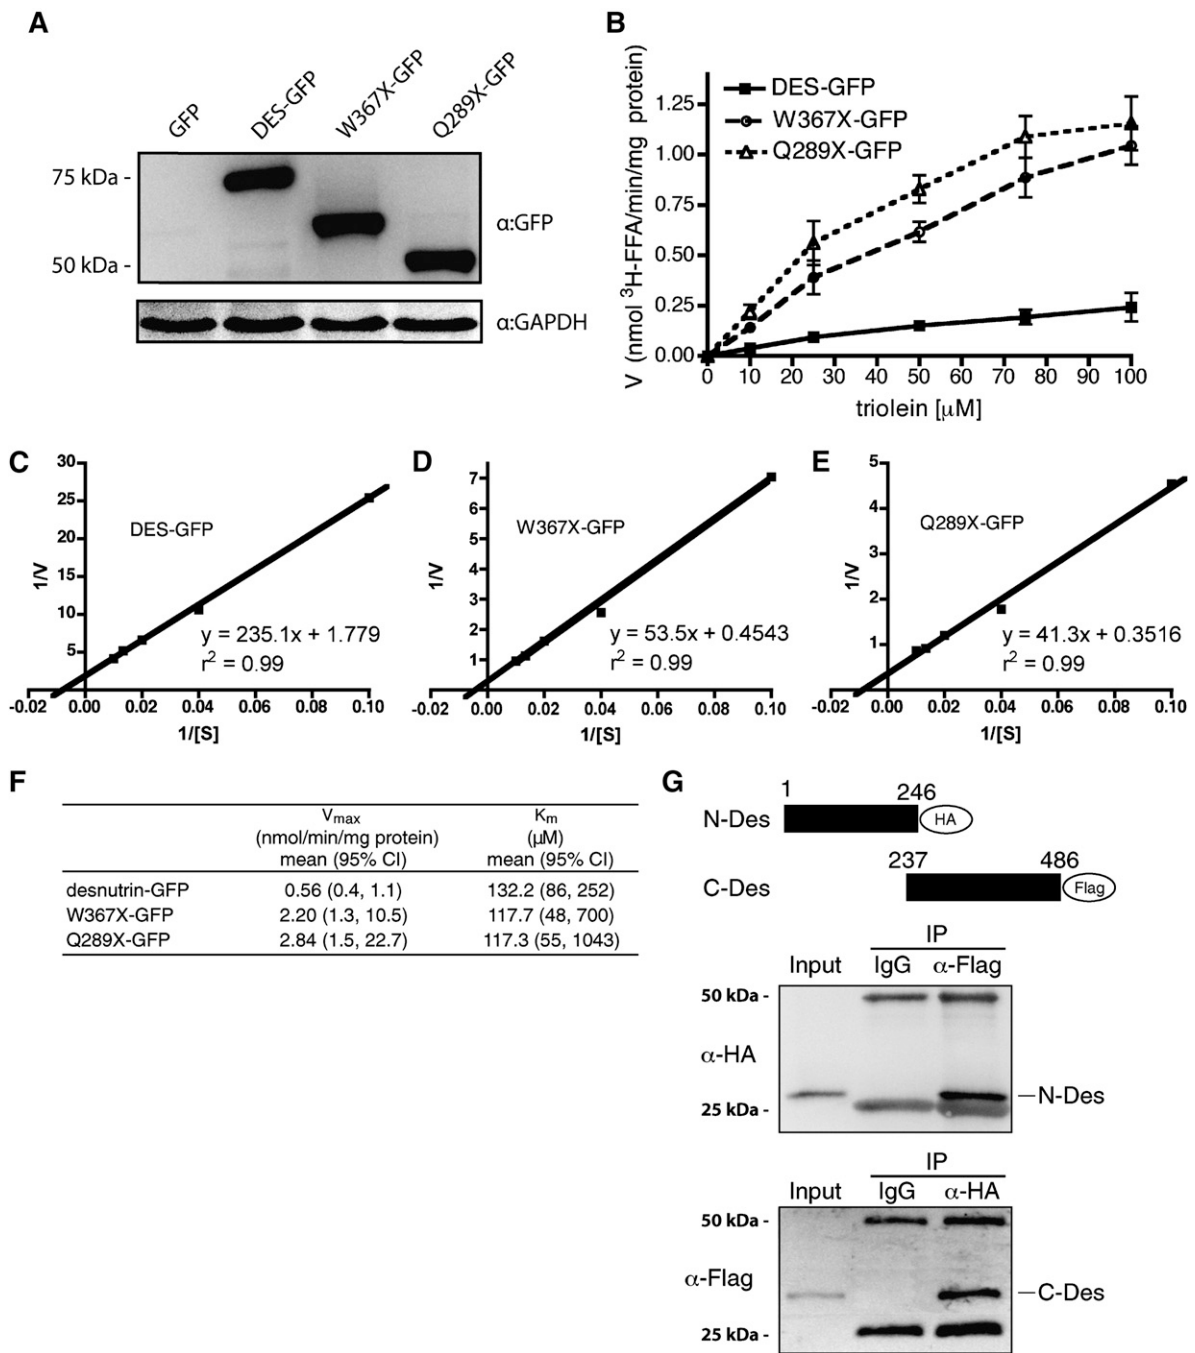 A
GFP
DES-GFP
W367X-GFP
Q289X-GFP
75 kDa -
50 kDa -
α:GFP
α:GAPDH
B
DES-GFP
W367X-GFP
Q289X-GFP
V (nmol ³H-FFA/min/mg protein)
1.25
1.00
0.75
0.50
0.25
0.00
0 10 20 30 40 50 60 70 80 90 100
triolein [µM]
C
30
25
20
15
10
5
1/V
DES-GFP
y = 235.1x + 1.779
r² = 0.99
-0.02 0.00 0.02 0.04 0.06 0.08 0.10
1/[S]
D
7
6
5
4
3
2
1
1/V
W367X-GFP
y = 53.5x + 0.4543
r² = 0.99
-0.02 0.00 0.02 0.04 0.06 0.08 0.10
1/[S]
E
5
4
3
2
1
1/V
Q289X-GFP
y = 41.3x + 0.3516
r² = 0.99
-0.02 0.00 0.02 0.04 0.06 0.08 0.10
1/[S]
F
Vmax Km
(nmol/min/mg protein) (µM)
mean (95% CI) mean (95% CI)
desnutrin-GFP 0.56 (0.4, 1.1) 132.2 (86, 252)
W367X-GFP 2.20 (1.3, 10.5) 117.7 (48, 700)
Q289X-GFP 2.84 (1.5, 22.7) 117.3 (55, 1043)
G
1 246
N-Des HA
237 486
C-Des Flag
IP
Input IgG α-Flag
50 kDa -
α-HA
N-Des
25 kDa -
IP
Input IgG α-HA
50 kDa -
α-Flag
C-Des
25 kDa -